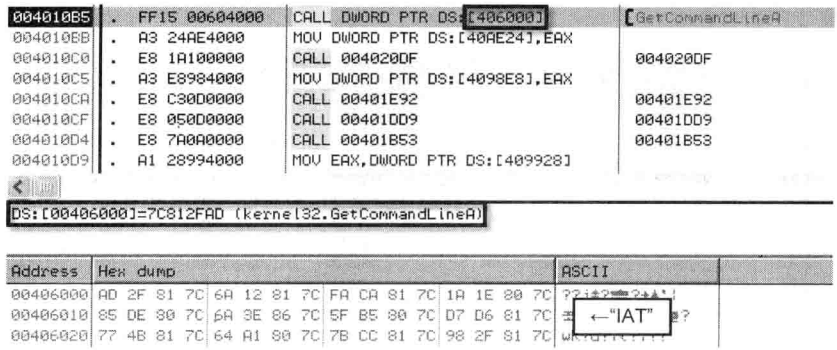 004010B5 . FF15 00604000 CALL DWORD PTR DS:[406000] GetCommandLineA
004010BB . A3 24AE4000 MOV DWORD PTR DS:[40AE24],EAX
004010C0 . E8 1A100000 CALL 004020DF 004020DF
004010C5 . A3 E8984000 MOV DWORD PTR DS:[4098E8],EAX
004010CA . E8 C30D0000 CALL 00401E92 00401E92
004010CF . E8 050D0000 CALL 00401DD9 00401DD9
004010D4 . E8 7A0A0000 CALL 00401B53 00401B53
004010D9 . A1 28994000 MOV EAX,DWORD PTR DS:[409928]
DS:[00406000]=7C812FAD (kernel32.GetCommandLineA)
Address Hex dump ASCII
00406000 AD 2F 81 7C 6A 12 81 7C FA CA 81 7C 1A 1E 80 7C
00406010 85 DE 80 7C 6A 3E 86 7C 5F B5 80 7C D7 D6 81 7C
←“IAT”
00406020 77 4B 81 7C 64 A1 80 7C 7B CC 81 7C 98 2F 81 7C